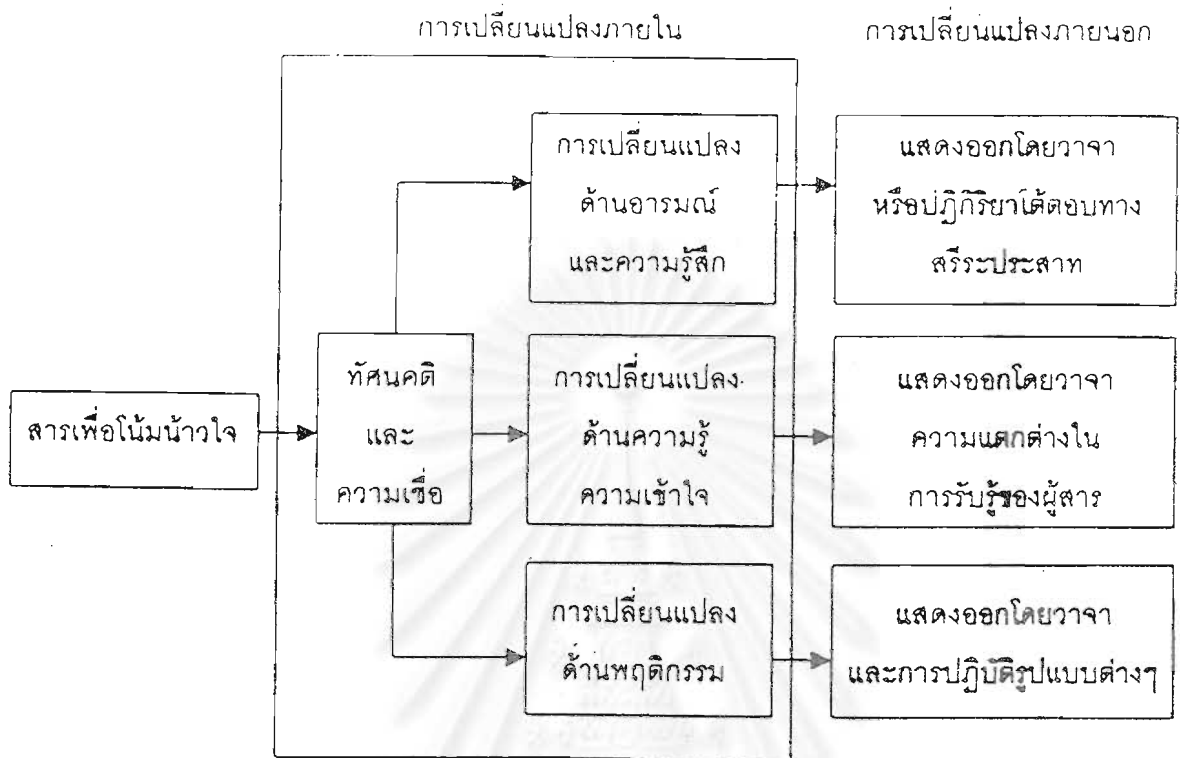 การเปลี่ยนแปลงภายใน
การเปลี่ยนแปลงภายนอก
สารเพื่อโน้มน้าวใจ
ทัศนคติ
และ
ความเชื่อ
การเปลี่ยนแปลง
ด้านอารมณ์
และความรู้สึก
แสดงออกโดยวาจา
หรือปฏิกิริยาโต้ตอบทาง
สรีระประสาท
การเปลี่ยนแปลง
ด้านความรู้
ความเข้าใจ
แสดงออกโดยวาจา
ความแตกต่างใน
การรับรู้ของผู้สาร
การเปลี่ยนแปลง
ด้านพฤติกรรม
แสดงออกโดยวาจา
และการปฏิบัติรูปแบบต่างๆ